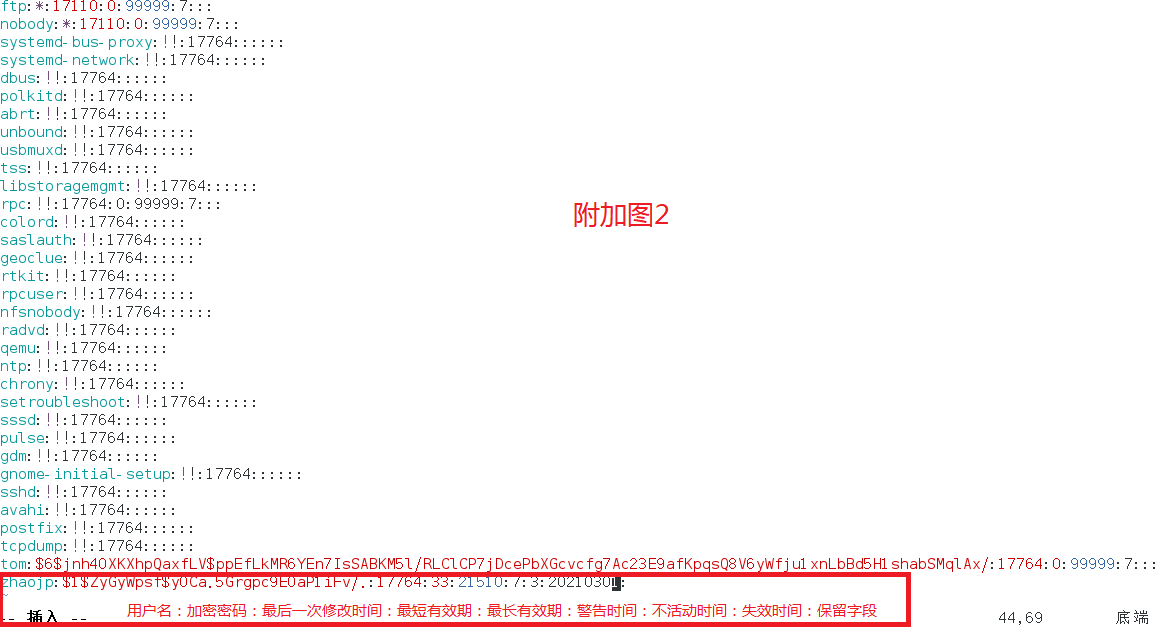 ftp:*:17110:0:99999:7:::
nobody:*:17110:0:99999:7:::
systemd-bus-proxy:!!:17764::::::
systemd-network:!!:17764::::::
dbus:!!:17764::::::
polkitd:!!:17764::::::
abrt:!!:17764::::::
unbound:!!:17764::::::
usbmuxd:!!:17764::::::
tss:!!:17764::::::
libstoragemgmt:!!:17764::::::
rpc:!!:17764:0:99999:7:::
附加图2
colord:!!:17764::::::
saslauth:!!:17764::::::
geoclue:!!:17764::::::
rtkit:!!:17764::::::
rpcuser:!!:17764::::::
nfsnobody:!!:17764::::::
radvd:!!:17764::::::
qemu:!!:17764::::::
ntp:!!:17764::::::
chrony:!!:17764::::::
setroubleshoot:!!:17764::::::
sssd:!!:17764::::::
pulse:!!:17764::::::
gdm:!!:17764::::::
gnome-initial-setup:!!:17764::::::
sshd:!!:17764::::::
avahi:!!:17764::::::
postfix:!!:17764::::::
tcpdump:!!:17764::::::
tom:$6$jnh4OXKXhpQaxfLV$ppEfLkMR6YEn7IsSABKM5l/RLClCP7jDcePbXGcvcfg7Ac23E9afKpqsQ8V6yWfju1xnLbBd5H1shabSMqlAx/:17764:0:99999:7:::
zhaojp:$1$ZyGyWpsf$yOCa.5Grgpc9E0aP1iFv/.:17764:33:21510:7:3:20210301:
~
-- 插入 --
用户名：加密密码：最后一次修改时间：最短有效期：最长有效期：警告时间：不活动时间：失效时间：保留字段
44,69
底端